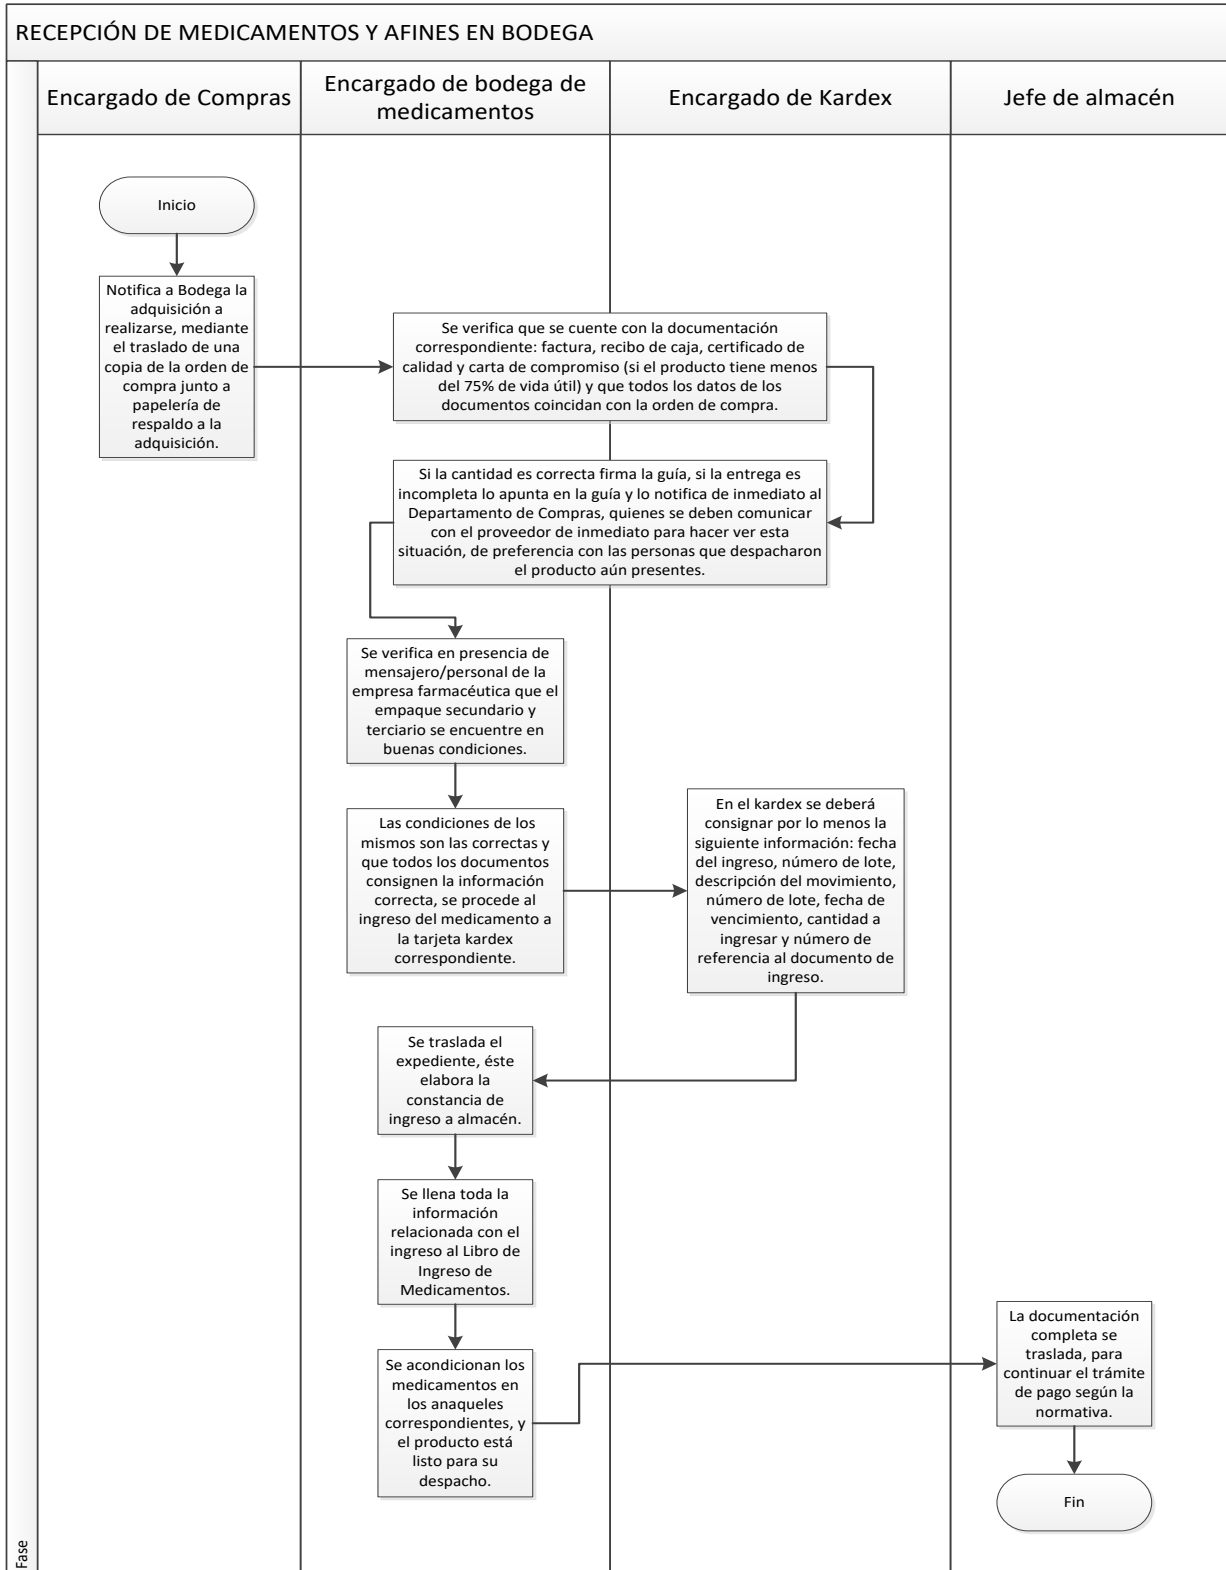 RECEPCIÓN DE MEDICAMENTOS Y AFINES EN BODEGA
Encargado de Compras
Encargado de bodega de
medicamentos
Encargado de Kardex
Jefe de almacén
Inicio
Notifica a Bodega la
adquisición a
realizarse, mediante
el traslado de una
copia de la orden de
compra junto a
papelería de
respaldo a la
adquisición.
Se verifica que se cuente con la documentación
correspondiente: factura, recibo de caja, certificado de
calidad y carta de compromiso (si el producto tiene menos
del 75% de vida útil) y que todos los datos de los
documentos coincidan con la orden de compra.
Si la cantidad es correcta firma la guía, si la entrega es
incompleta lo apunta en la guía y lo notifica de inmediato al
Departamento de Compras, quienes se deben comunicar
con el proveedor de inmediato para hacer ver esta
situación, de preferencia con las personas que despacharon
el producto aún presentes.
Se verifica en presencia de
mensajero/personal de la
empresa farmacéutica que el
empaque secundario y
terciario se encuentre en
buenas condiciones.
Las condiciones de los
mismos son las correctas y
que todos los documentos
consignen la información
correcta, se procede al
ingreso del medicamento a
la tarjeta kardex
correspondiente.
En el kardex se deberá
consignar por lo menos la
siguiente información: fecha
del ingreso, número de lote,
descripción del movimiento,
número de lote, fecha de
vencimiento, cantidad a
ingresar y número de
referencia al documento de
ingreso.
Se traslada el
expediente, éste
elabora la
constancia de
ingreso a almacén.
Se llena toda la
información
relacionada con el
ingreso al Libro de
Ingreso de
Medicamentos.
Se acondicionan los
medicamentos en
los anaqueles
correspondientes, y
el producto está
listo para su
despacho.
La documentación
completa se
traslada, para
continuar el trámite
de pago según la
normativa.
Fin
Fase